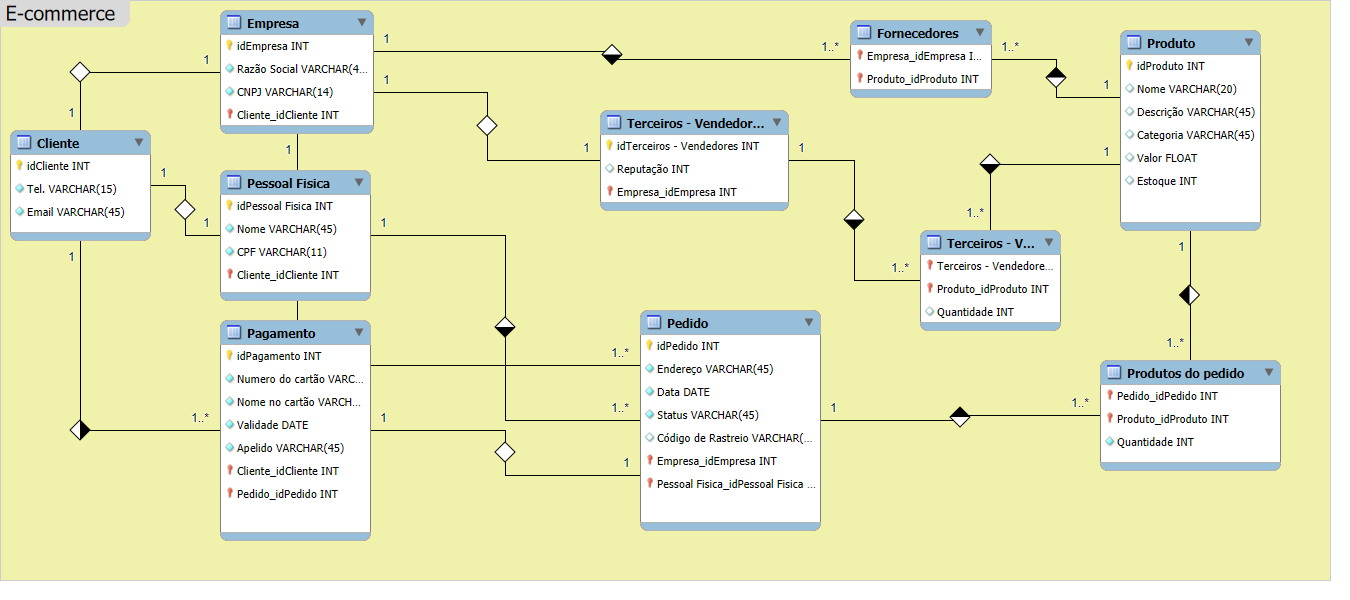 E-commerce
Empresa
idEmpresa INT
Razão Social VARCHAR(4...
CNPJ VARCHAR(14)
Cliente_idCliente INT
Cliente
idCliente INT
Tel. VARCHAR(15)
Email VARCHAR(45)
Pessoal Fisica
idPessoal Fisica INT
Nome VARCHAR(45)
CPF VARCHAR(11)
Cliente_idCliente INT
Pagamento
idPagamento INT
Numero do cartão VARC...
Nome no cartão VARCH...
Validade DATE
Apelido VARCHAR(45)
Cliente_idCliente INT
Pedido_idPedido INT
Terceiros - Vendedor...
idTerceiros - Vendedores INT
Reputação INT
Empresa_idEmpresa INT
Pedido
idPedido INT
Endereço VARCHAR(45)
Data DATE
Status VARCHAR(45)
Código de Rastreio VARCHAR(...
Empresa_idEmpresa INT
Pessoal Fisica_idPessoal Fisica ...
Fornecedores
Empresa_idEmpresa I...
Produto_idProduto INT
Terceiros - V...
Terceiros - Vendedore...
Produto_idProduto INT
Quantidade INT
Produto
idProduto INT
Nome VARCHAR(20)
Descrição VARCHAR(45)
Categoria VARCHAR(45)
Valor FLOAT
Estoque INT
Produtos do pedido
Pedido_idPedido INT
Produto_idProduto INT
Quantidade INT
1
1
1
1
1
1
1..*
1
1
1
1..*
1..*
1
1..*
1
1
1
1
1..*
1..*
1
1..*
1
1..*
1
1..*
1
1..*